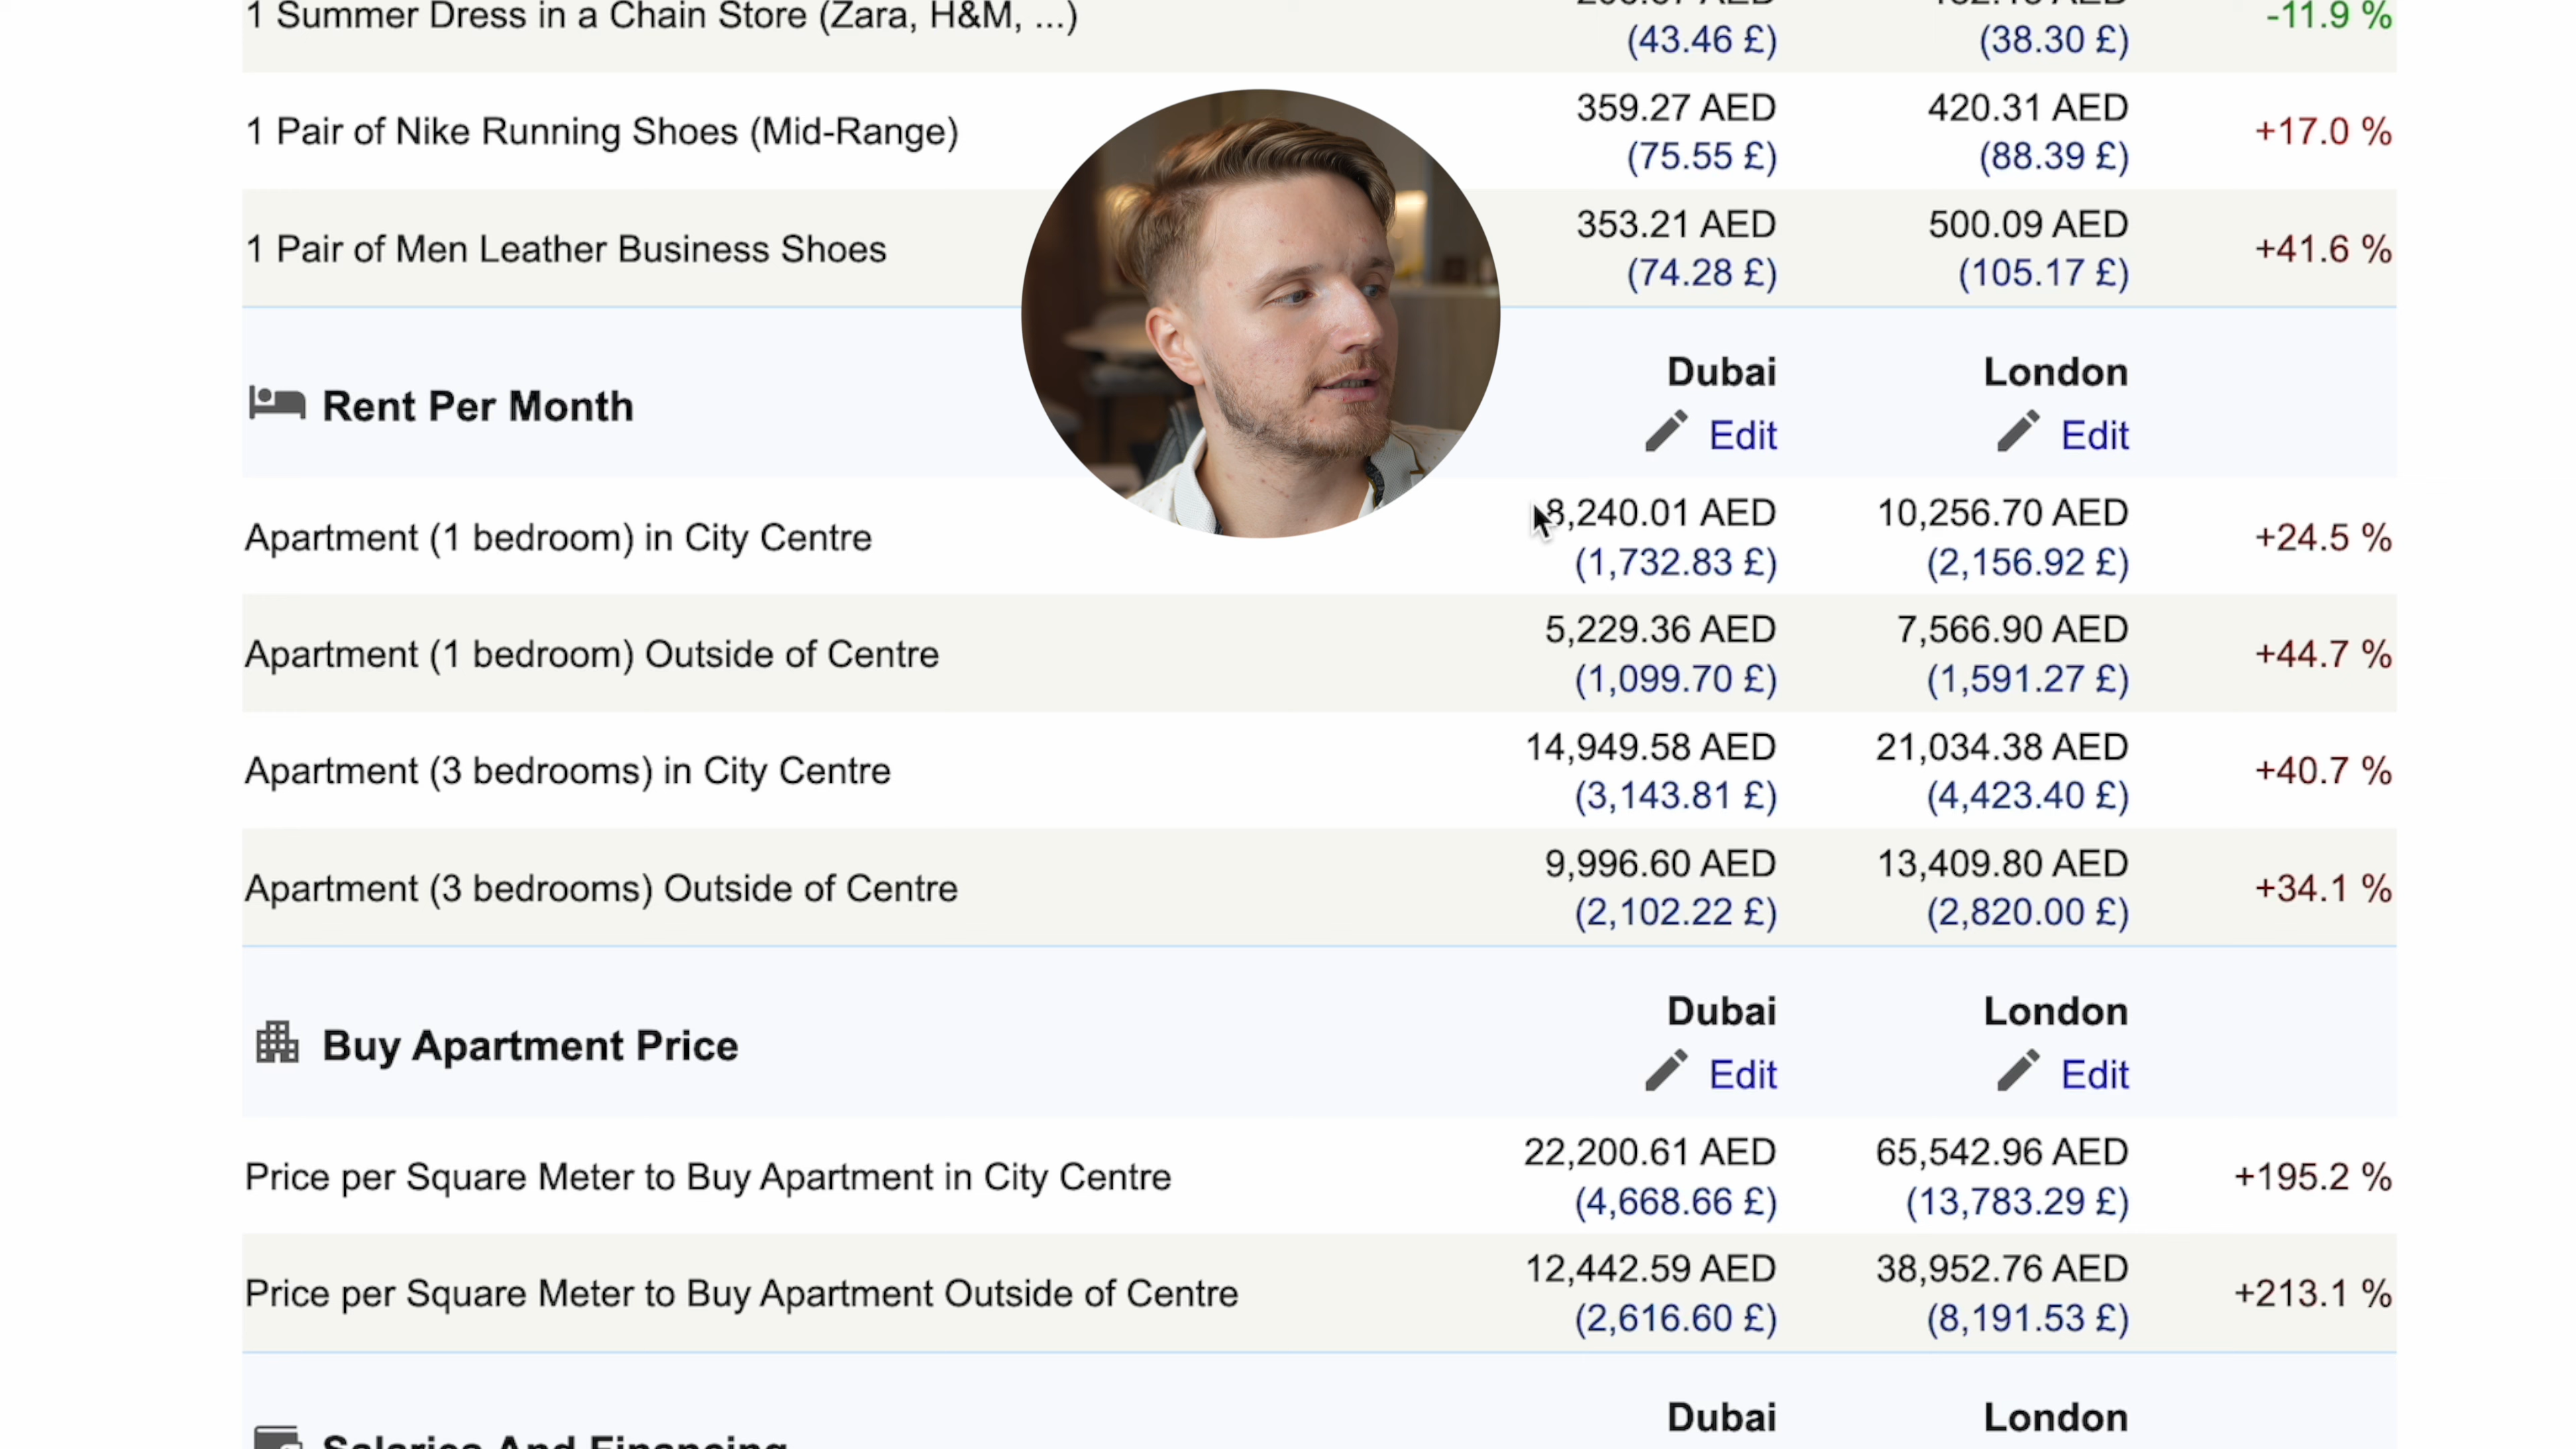 1 Summer Dress in a Chain Store (Zara, H&M, ...) -11.9 %
(43.46 £) (38.30 £)
359.27 AED 420.31 AED
1 Pair of Nike Running Shoes (Mid-Range) +17.0 %
(75.55 £) (88.39 £)
353.21 AED 500.09 AED
1 Pair of Men Leather Business Shoes +41.6 %
(74.28 £) (105.17 £)
Dubai London
Rent Per Month
Edit Edit
8,240.01 AED 10,256.70 AED
Apartment (1 bedroom) in City Centre +24.5 %
(1,732.83 £) (2,156.92 £)
5,229.36 AED 7,566.90 AED
Apartment (1 bedroom) Outside of Centre +44.7 %
(1,099.70 £) (1,591.27 £)
14,949.58 AED 21,034.38 AED
Apartment (3 bedrooms) in City Centre +40.7 %
(3,143.81 £) (4,423.40 £)
9,996.60 AED 13,409.80 AED
Apartment (3 bedrooms) Outside of Centre +34.1 %
(2,102.22 £) (2,820.00 £)
Dubai London
Buy Apartment Price
Edit Edit
22,200.61 AED 65,542.96 AED
Price per Square Meter to Buy Apartment in City Centre +195.2 %
(4,668.66 £) (13,783.29 £)
12,442.59 AED 38,952.76 AED
Price per Square Meter to Buy Apartment Outside of Centre +213.1 %
(2,616.60 £) (8,191.53 £)
Dubai London
Salaries And Financing